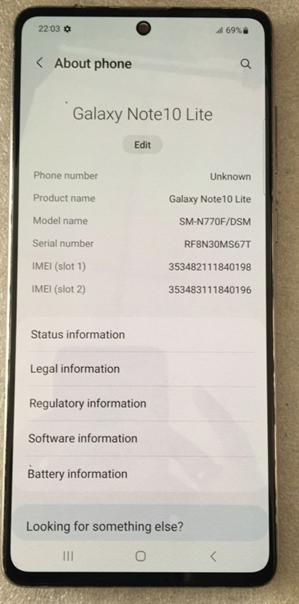 22:03 69%
About phone
Galaxy Note10 Lite
Edit
Phone number Unknown
Product name Galaxy Note10 Lite
Model name SM-N770F/DSM
Serial number RF8N30MS67T
IMEI (slot 1) 353482111840198
IMEI (slot 2) 353483111840196
Status information
Legal information
Regulatory information
Software information
Battery information
Looking for something else?